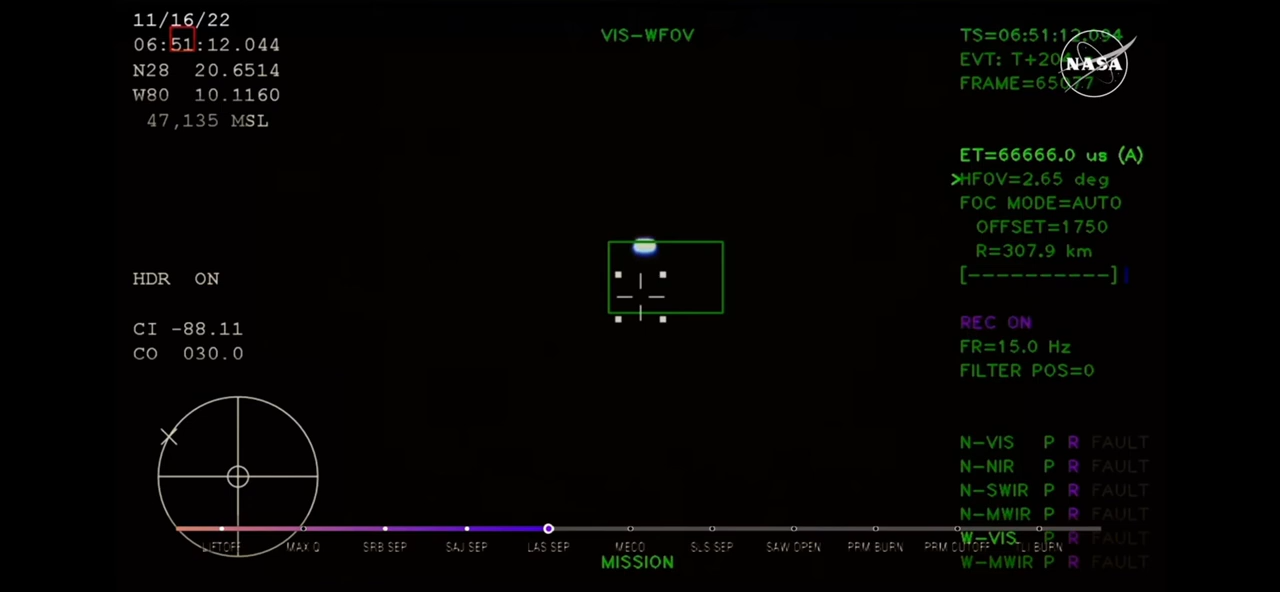 11/16/22
06:51:12.044
N28 20.6514
W80 10.1160
47,135 MSL
HDR ON
CI -88.11
CO 030.0
VIS-WFOV
TS=06:51:12.094
EVT: T+20
NASA
FRAME=65077
ET=66666.0 us (A)
>HFOV=2.65 deg
FOC MODE=AUTO
OFFSET=1750
R=307.9 km
[----------]
REC ON
FR=15.0 Hz
FILTER POS=0
N-VIS P R FAULT
N-NIR P R FAULT
N-SWIR P R FAULT
N-MWIR P R FAULT
W-VIS P R FAULT
W-MWIR P R FAULT
LIFTOFF MAX Q SRB SEP SAJ SEP LAS SEP MECO SLS SEP SAW OPEN PRM BURN PRM CUTOFF TLI BURN
MISSION